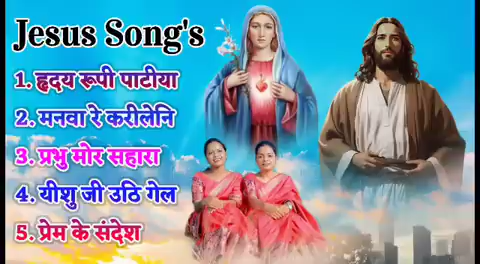 Jesus Song's
1. हृदय रूपी पाटीया
2. मनवा रे करीलेनि
3. प्रभु मोर सहारा
4. यीशु जी उठि गेल
5. प्रेम के संदेश